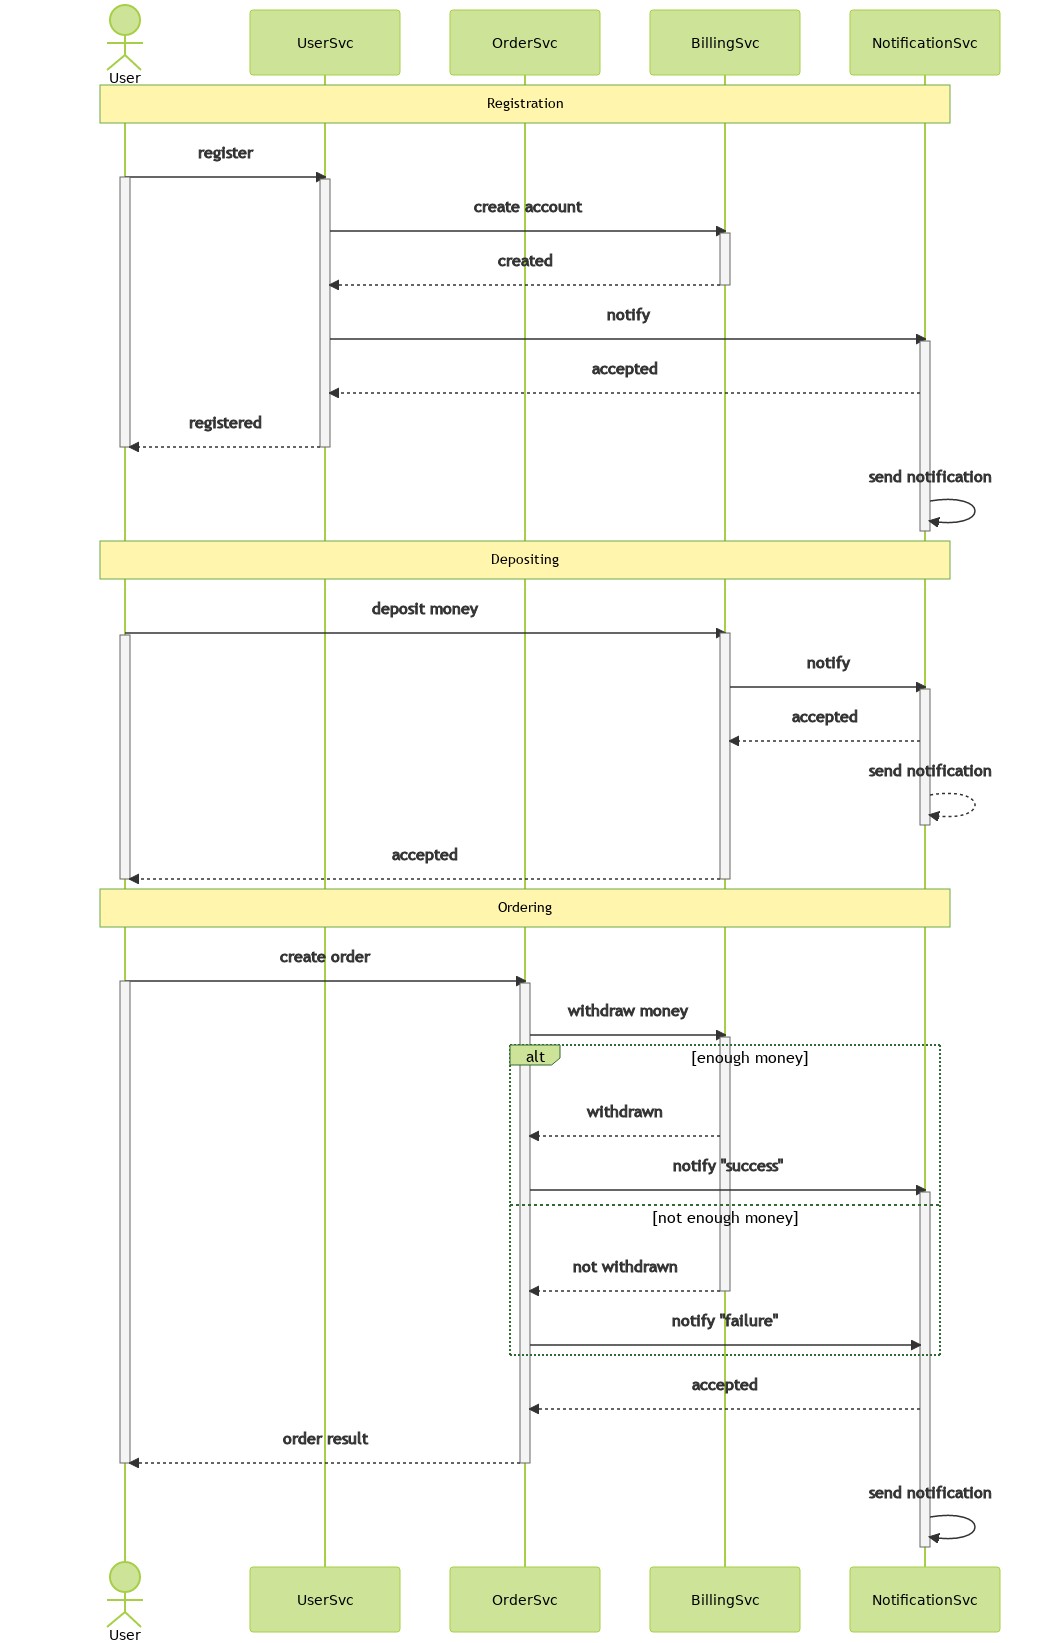 User
UserSvc
OrderSvc
BillingSvc
NotificationSvc
Registration
register
create account
created
notify
accepted
registered
send notification
Depositing
deposit money
notify
accepted
send notification
accepted
Ordering
create order
withdraw money
alt
[enough money]
withdrawn
notify "success"
[not enough money]
not withdrawn
notify "failure"
accepted
order result
send notification
User
UserSvc
OrderSvc
BillingSvc
NotificationSvc